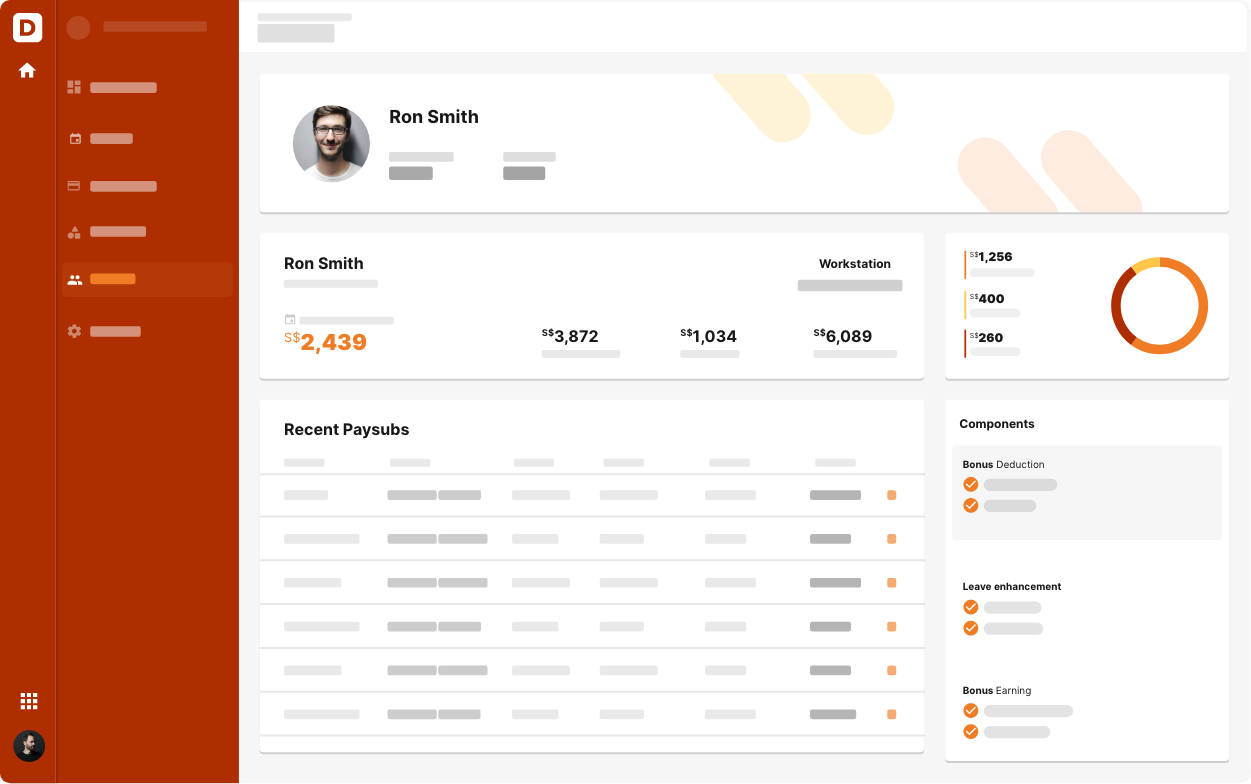 D
Ron Smith
Ron Smith
Workstation
S$2,439
S$3,872
S$1,034
S$6,089
S$1,256
S$400
S$260
Recent Paysubs
Components
Bonus Deduction
Leave enhancement
Bonus Earning